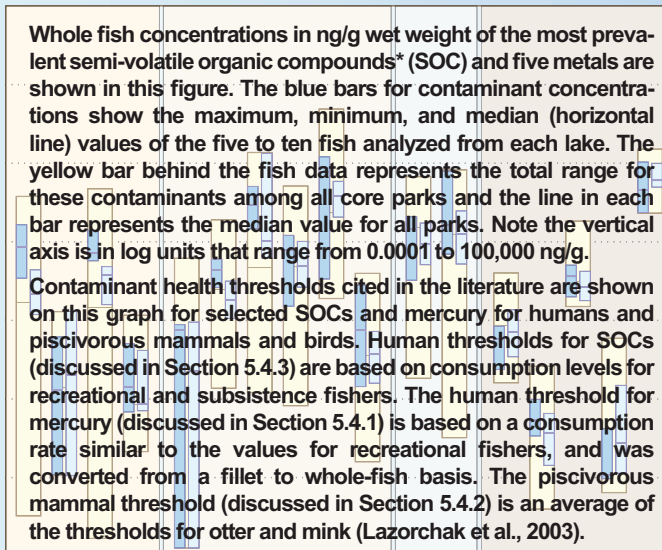 Whole fish concentrations in ng/g wet weight of the most preva-
lent semi-volatile organic compounds* (SOC) and five metals are
shown in this figure. The blue bars for contaminant concentra-
tions show the maximum, minimum, and median (horizontal
line) values of the five to ten fish analyzed from each lake. The
yellow bar behind the fish data represents the total range for
these contaminants among all core parks and the line in each
bar represents the median value for all parks. Note the vertical
axis is in log units that range from 0.0001 to 100,000 ng/g.
Contaminant health thresholds cited in the literature are shown
on this graph for selected SOCs and mercury for humans and
piscivorous mammals and birds. Human thresholds for SOCs
(discussed in Section 5.4.3) are based on consumption levels for
recreational and subsistence fishers. The human threshold for
mercury (discussed in Section 5.4.1) is based on a consumption
rate similar to the values for recreational fishers, and was
converted from a fillet to whole-fish basis. The piscivorous
mammal threshold (discussed in Section 5.4.2) is an average of
the thresholds for otter and mink (Lazorchak et al., 2003).